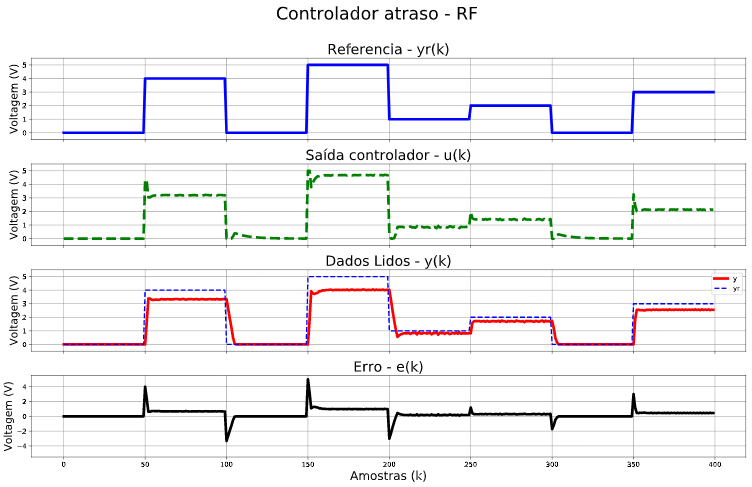 Controlador atraso - RF
Referencia - yr(k)
Voltagem (V)
5
4
3
2
1
0
Saída controlador - u(k)
Voltagem (V)
5
4
3
2
1
0
Dados Lidos - y(k)
Voltagem (V)
5
4
3
2
1
0
y
yr
Erro - e(k)
Voltagem (V)
4
2
0
−2
−4
0 50 100 150 200 250 300 350 400
Amostras (k)